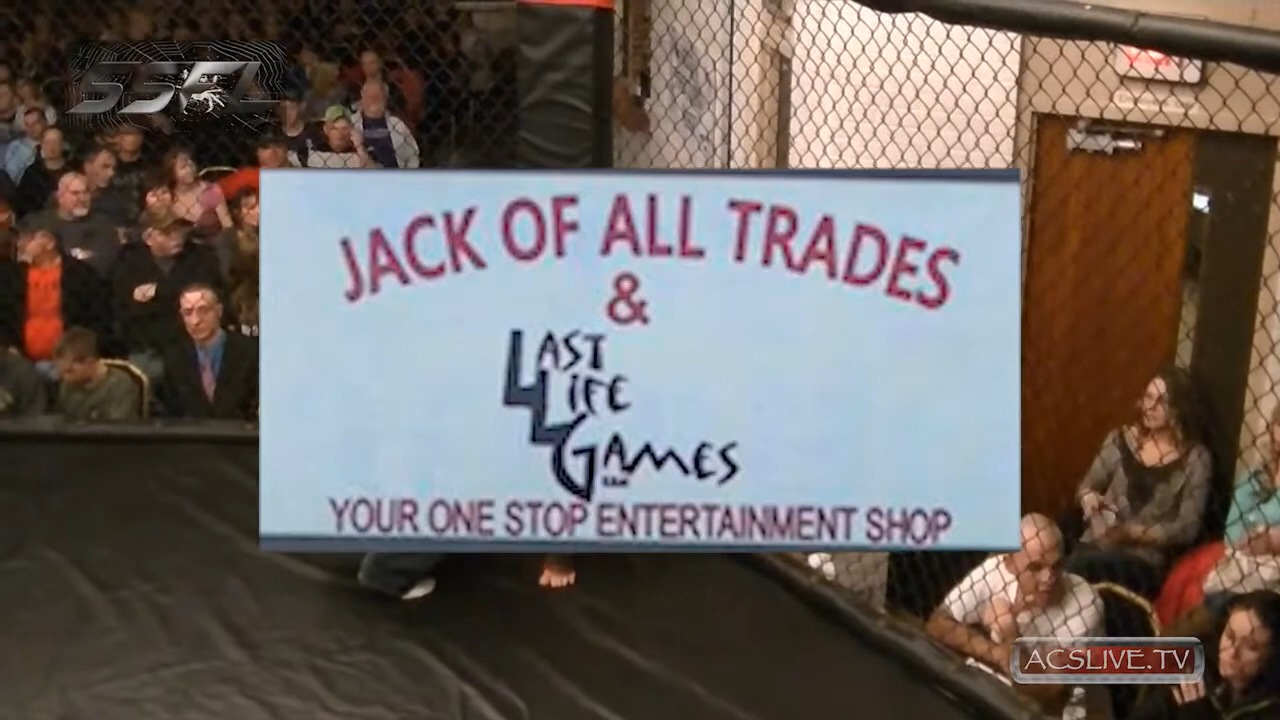 SSFL
JACK OF ALL TRADES
&
LAST
LIFE
GAMES
YOUR ONE STOP ENTERTAINMENT SHOP
ACSLIVE.TV